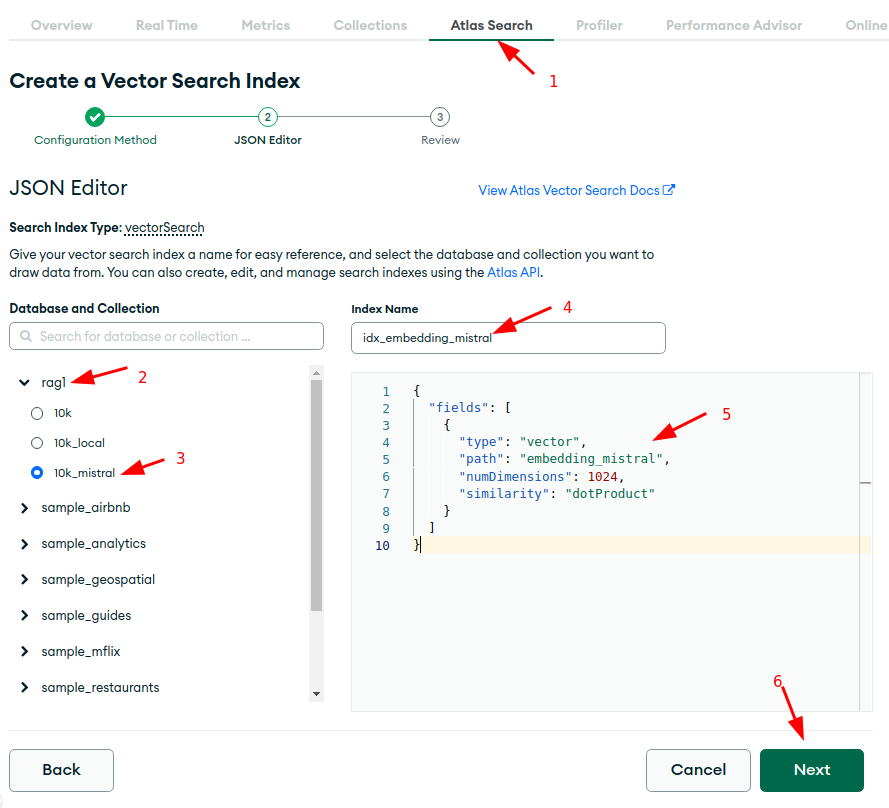 Overview Real Time Metrics Collections Atlas Search Profiler Performance Advisor Online
1
Create a Vector Search Index
2 3
Configuration Method JSON Editor Review
JSON Editor
View Atlas Vector Search Docs
Search Index Type: vectorSearch
Give your vector search index a name for easy reference, and select the database and collection you want to
draw data from. You can also create, edit, and manage search indexes using the Atlas API.
Database and Collection
Search for database or collection ...
rag1 2
10k
10k_local
10k_mistral 3
sample_airbnb
sample_analytics
sample_geospatial
sample_guides
sample_mflix
sample_restaurants
Index Name
4
idx_embedding_mistral
1 {
2 "fields": [
3 {
4 "type": "vector",
5 "path": "embedding_mistral",
6 "numDimensions": 1024,
7 "similarity": "dotProduct"
8 }
9 ]
10 }
5
6
Back Cancel Next